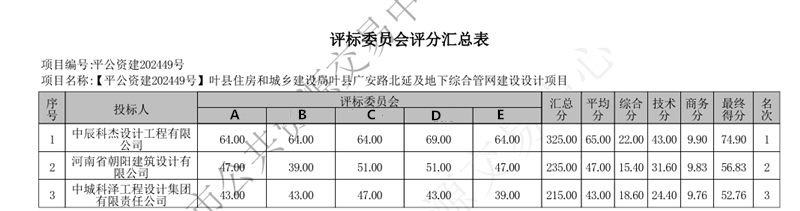 评标委员会评分汇总表
项目编号:平公资建202449号
项目名称:【平公资建202449号】叶县住房和城乡建设局叶县广安路北延及地下综合管网建设设计项目
序号 投标人 评标委员会 汇总分 平均分 综合分 技术分 商务分 最终得分 名次
A B C D E
1 中辰科杰设计工程有限公司 64.00 64.00 64.00 69.00 64.00 325.00 65.00 22.00 43.00 9.90 74.90 1
2 河南省朝阳建筑设计有限公司 47.00 39.00 51.00 51.00 47.00 235.00 47.00 15.40 31.60 9.83 56.83 2
3 中城科泽工程设计集团有限责任公司 43.00 43.00 47.00 43.00 39.00 215.00 43.00 18.60 24.40 9.76 52.76 3